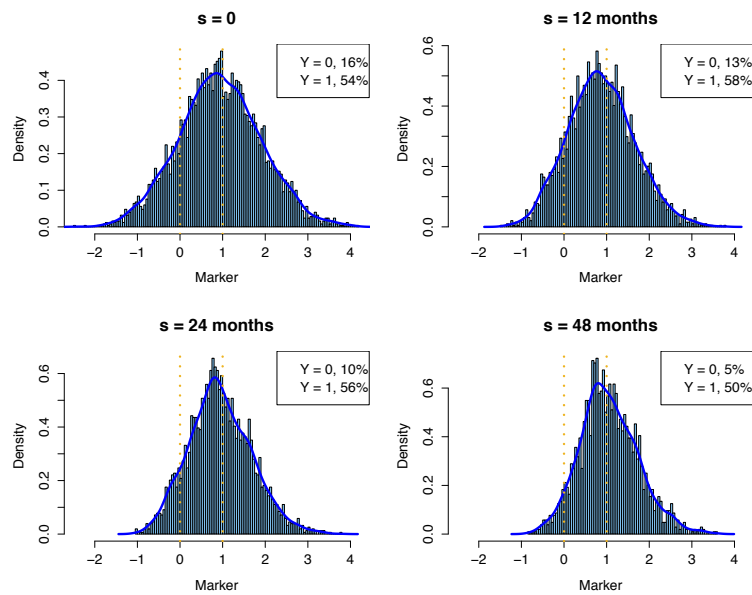 s = 0
Y = 0, 16%
Y = 1, 54%
Density
0.0 0.1 0.2 0.3 0.4
−2 −1 0 1 2 3 4
Marker
s = 12 months
Y = 0, 13%
Y = 1, 58%
Density
0.0 0.2 0.4 0.6
−2 −1 0 1 2 3 4
Marker
s = 24 months
Y = 0, 10%
Y = 1, 56%
Density
0.0 0.2 0.4 0.6
−2 −1 0 1 2 3 4
Marker
s = 48 months
Y = 0, 5%
Y = 1, 50%
Density
0.0 0.2 0.4 0.6
−2 −1 0 1 2 3 4
Marker